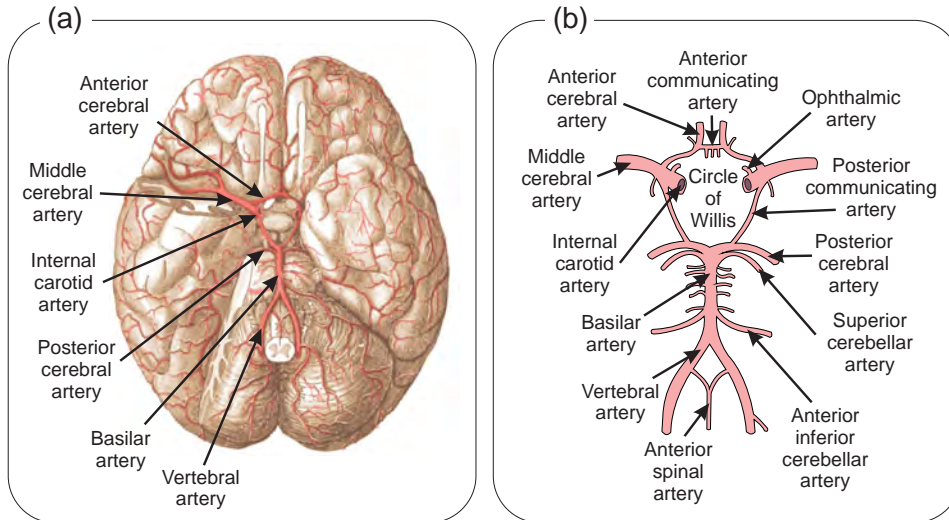 (a)
Anterior
cerebral
artery
Middle
cerebral
artery
Internal
carotid
artery
Posterior
cerebral
artery
Basilar
artery
Vertebral
artery
(b)
Anterior
cerebral
artery
Anterior
communicating
artery
Ophthalmic
artery
Middle
cerebral
artery
Circle
of
Willis
Posterior
communicating
artery
Internal
carotid
artery
Posterior
cerebral
artery
Basilar
artery
Superior
cerebellar
artery
Vertebral
artery
Anterior
spinal
artery
Anterior
inferior
cerebellar
artery